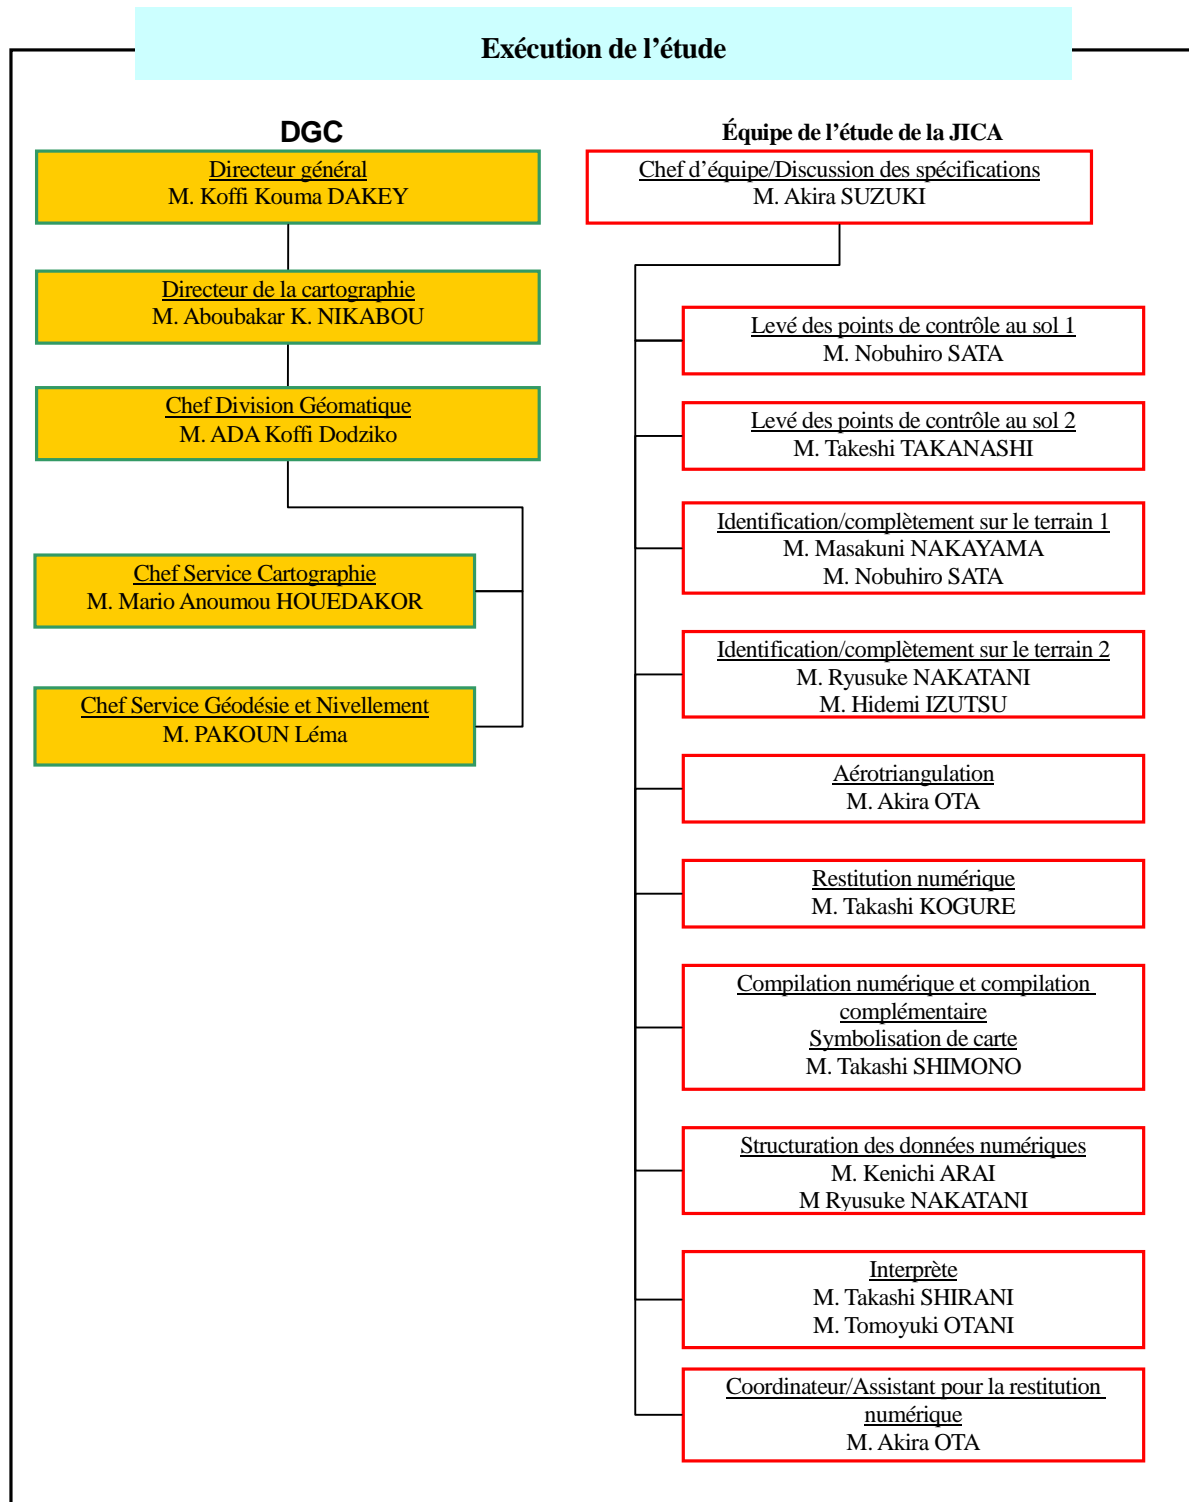 Exécution de l'étude
DGC
Directeur général
M. Koffi Kouma DAKEY
Directeur de la cartographie
M. Aboubakar K. NIKABOU
Chef Division Géomatique
M. ADA Koffi Dodziko
Chef Service Cartographie
M. Mario Anoumou HOUEDAKOR
Chef Service Géodésie et Nivellement
M. PAKOUN Léma
Équipe de l'étude de la JICA
Chef d'équipe/Discussion des spécifications
M. Akira SUZUKI
Levé des points de contrôle au sol 1
M. Nobuhiro SATA
Levé des points de contrôle au sol 2
M. Takeshi TAKANASHI
Identification/complètement sur le terrain 1
M. Masakuni NAKAYAMA
M. Nobuhiro SATA
Identification/complètement sur le terrain 2
M. Ryusuke NAKATANI
M. Hidemi IZUTSU
Aérotriangulation
M. Akira OTA
Restitution numérique
M. Takashi KOGURE
Compilation numérique et compilation
complémentaire
Symbolisation de carte
M. Takashi SHIMONO
Structuration des données numériques
M. Kenichi ARAI
M Ryusuke NAKATANI
Interprète
M. Takashi SHIRANI
M. Tomoyuki OTANI
Coordinateur/Assistant pour la restitution
numérique
M. Akira OTA